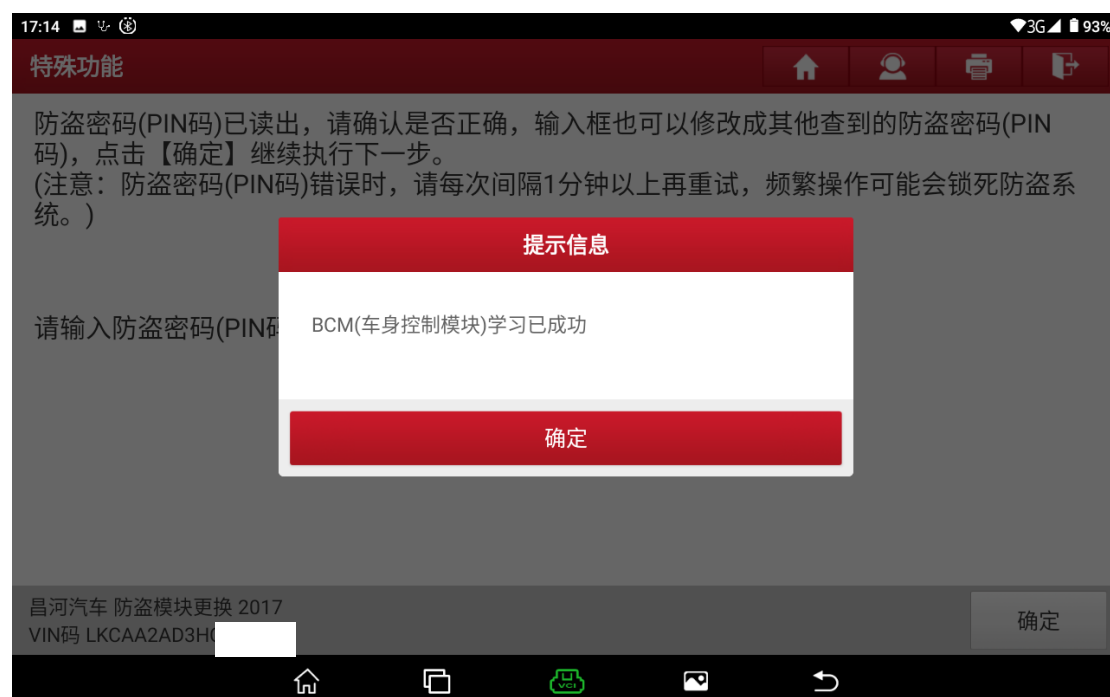 17:14
3G
93%
特殊功能
防盗密码(PIN码)已读出，请确认是否正确，输入框也可以修改成其他查到的防盗密码(PIN
码)，点击【确定】继续执行下一步。
(注意：防盗密码(PIN码)错误时，请每次间隔1分钟以上再重试，频繁操作可能会锁死防盗系
统。)
提示信息
请输入防盗密码(PIN
BCM(车身控制模块)学习已成功
确定
昌河汽车 防盗模块更换 2017
VIN码 LKCAA2AD3H
确定
VCI